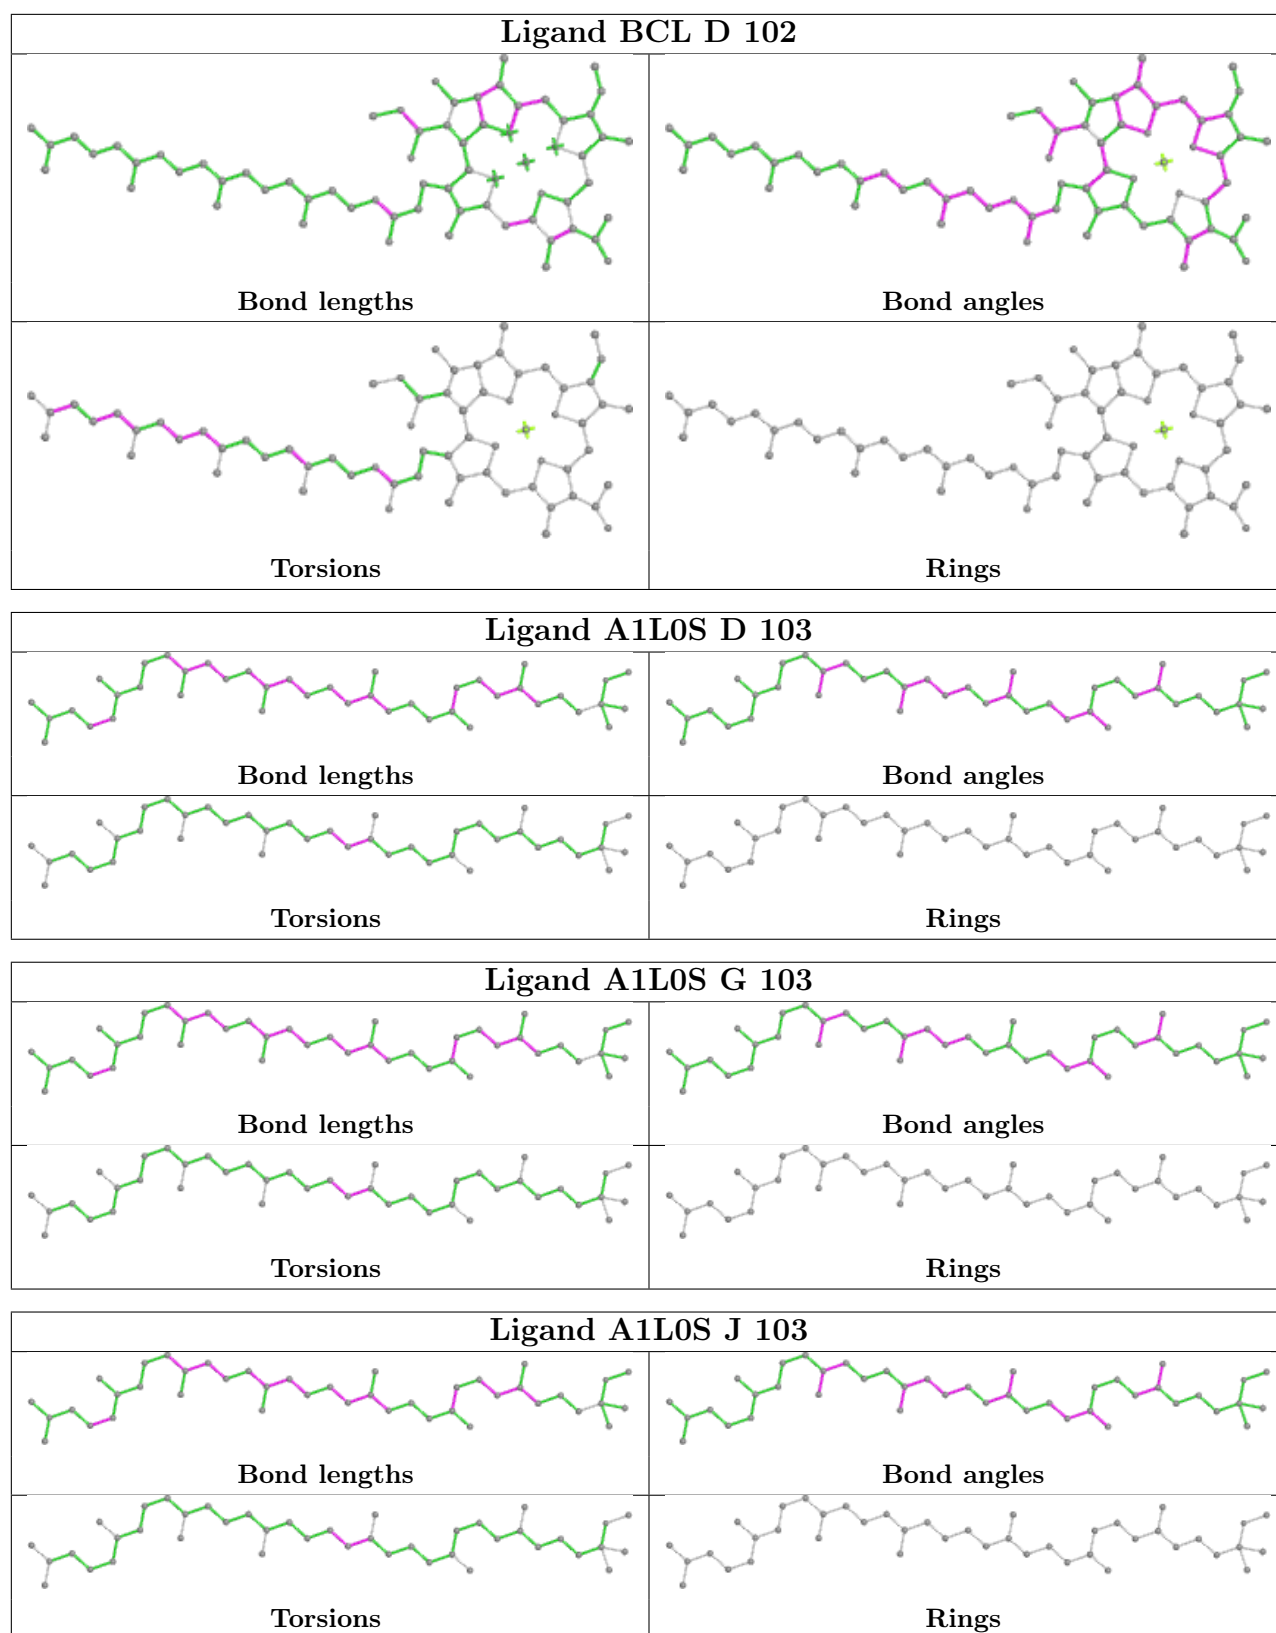 Ligand BCL D 102
Bond lengths Bond angles
Torsions Rings
Ligand A1L0S D 103
Bond lengths Bond angles
Torsions Rings
Ligand A1L0S G 103
Bond lengths Bond angles
Torsions Rings
Ligand A1L0S J 103
Bond lengths Bond angles
Torsions Rings